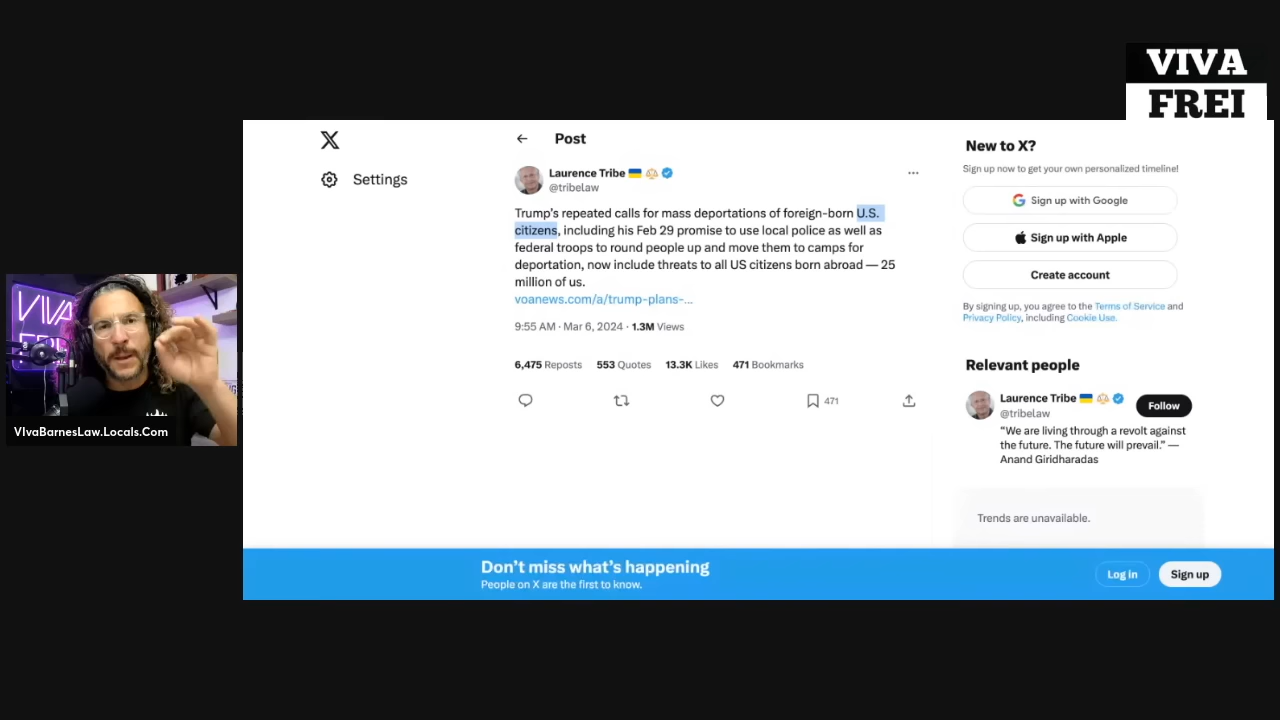 VIVA
FREI
Post
New to X?
Settings
Laurence Tribe
@tribelaw
Sign up now to get your own personalized timeline!
Trump's repeated calls for mass deportations of foreign-born U.S.
citizens, including his Feb 29 promise to use local police as well as
federal troops to round people up and move them to camps for
deportation, now include threats to all US citizens born abroad — 25
million of us.
voanews.com/a/trump-plans-...
9:55 AM · Mar 6, 2024 · 1.3M Views
6,475 Reposts 553 Quotes 13.3K Likes 471 Bookmarks
471
Sign up with Google
Sign up with Apple
Create account
By signing up, you agree to the Terms of Service and
Privacy Policy, including Cookie Use.
Relevant people
Laurence Tribe
@tribelaw
Follow
“We are living through a revolt against
the future. The future will prevail.” —
Anand Giridharadas
Trends are unavailable.
VIVA
VIvaBarnesLaw.Locals.Com
Don't miss what's happening
People on X are the first to know.
Log in
Sign up